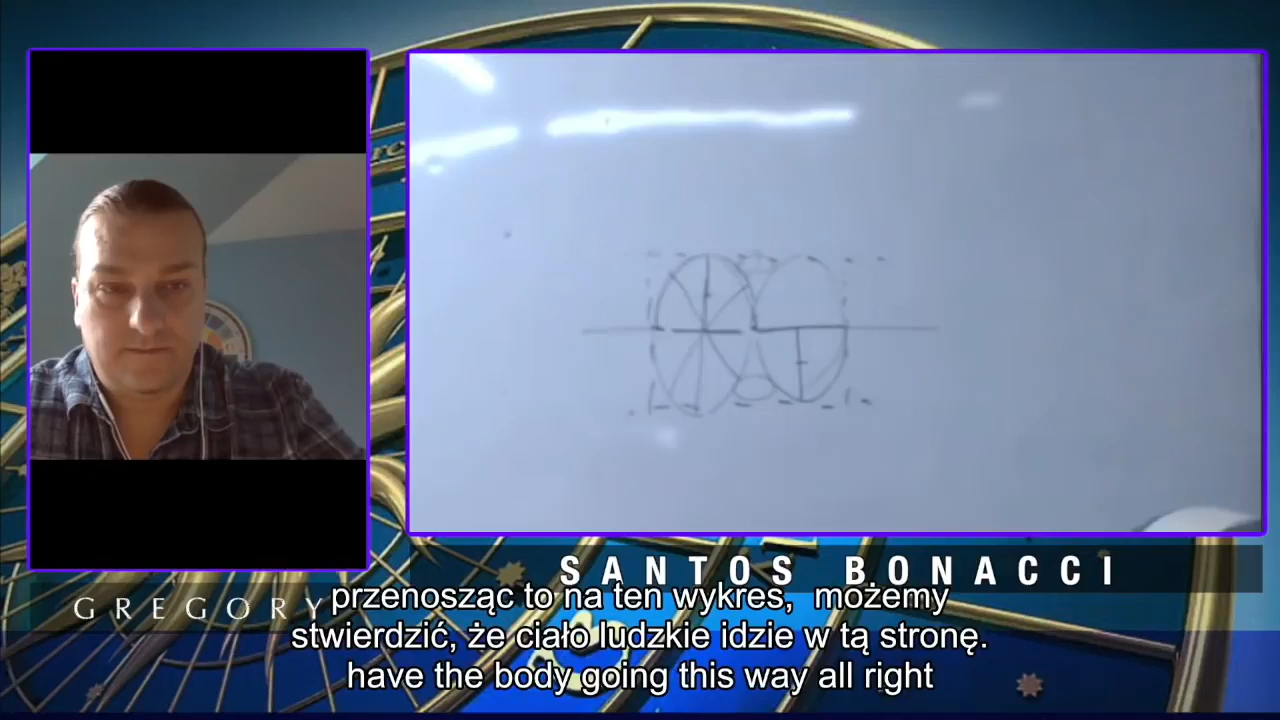 SANTOS BONACCI
GREGORY
przenosząc to na ten wykres, możemy
stwierdzić, że ciało ludzkie idzie w tą stronę.
have the body going this way all right